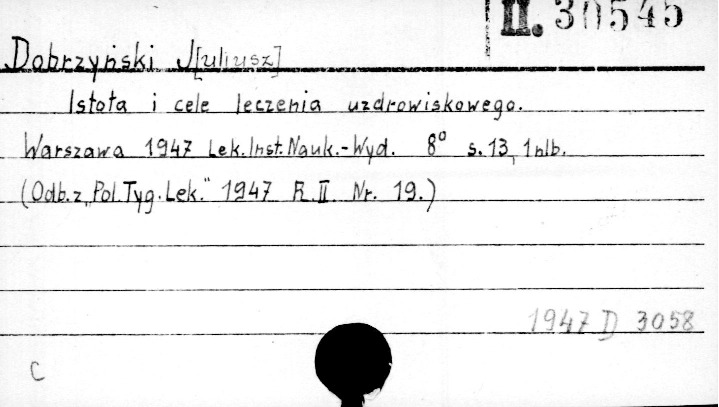 II. 30545
Dobrzyński J[uliusz]
Istota i cele leczenia uzdrowiskowego.
Warszawa 1947 Lek. Inst. Nauk.-Wyd. 8° s. 13, 1 nlb.
(Odb. z „Pol. Tyg. Lek." 1947 R. II Nr. 19.)
1947 D 3058
C